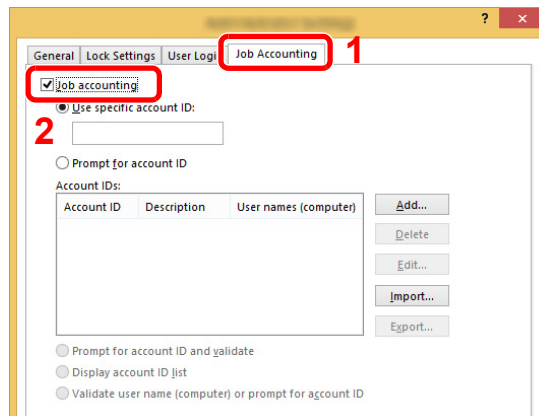 ?
General Lock Settings User Logi Job Accounting 1
Job accounting
Use specific account ID:
2
Prompt for account ID
Account IDs:
Account ID Description User names (computer) Add...
Delete
Edit...
Import...
Export...
Prompt for account ID and validate
Display account ID list
Validate user name (computer) or prompt for account ID